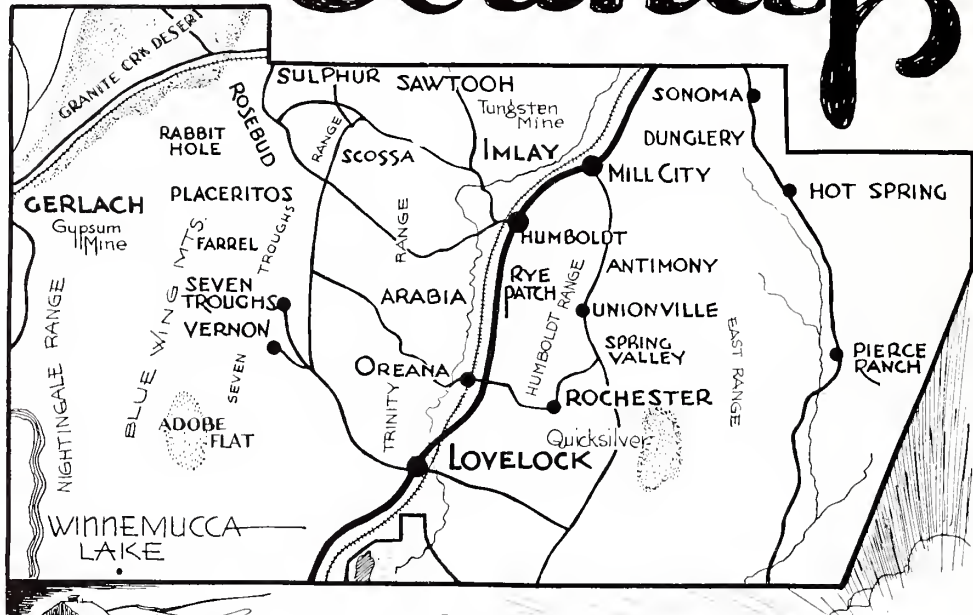 County
GRANITE CRK DESERT
SULPHUR
SAWTOOH
SONOMA
ROSEBUD
RANGE
Tungsten
Mine
RABBIT
HOLE
SCOSSA
IMLAY
DUNGLERY
MILL CITY
HOT SPRING
GERLACH
Gypsum
Mine
PLACERITOS
FARREL
HUMBOLDT
RANGE
ANTIMONY
ARABIA
RYE
PATCH
SEVEN
TROUGHS
VERNON
UNIONVILLE
SPRING
VALLEY
HUMBOLDT RANGE
EAST RANGE
PIERCE
RANCH
NIGHTINGALE RANGE
BLUE WING MTS.
SEVEN TROUGHS
OREANA
TRINITY
ROCHESTER
ADOBE
FLAT
Quicksilver
LOVELOCK
WINNEMUCCA
LAKE